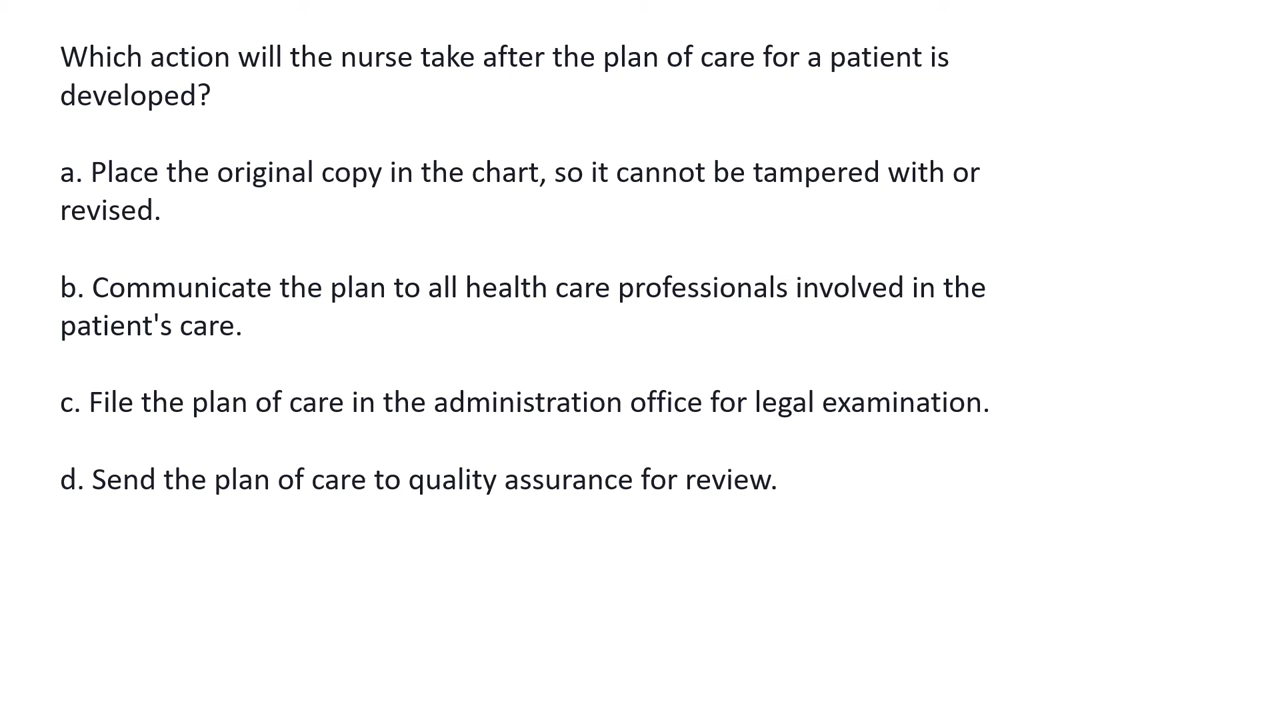 Which action will the nurse take after the plan of care for a patient is
developed?
a. Place the original copy in the chart, so it cannot be tampered with or
revised.
b. Communicate the plan to all health care professionals involved in the
patient's care.
c. File the plan of care in the administration office for legal examination.
d. Send the plan of care to quality assurance for review.